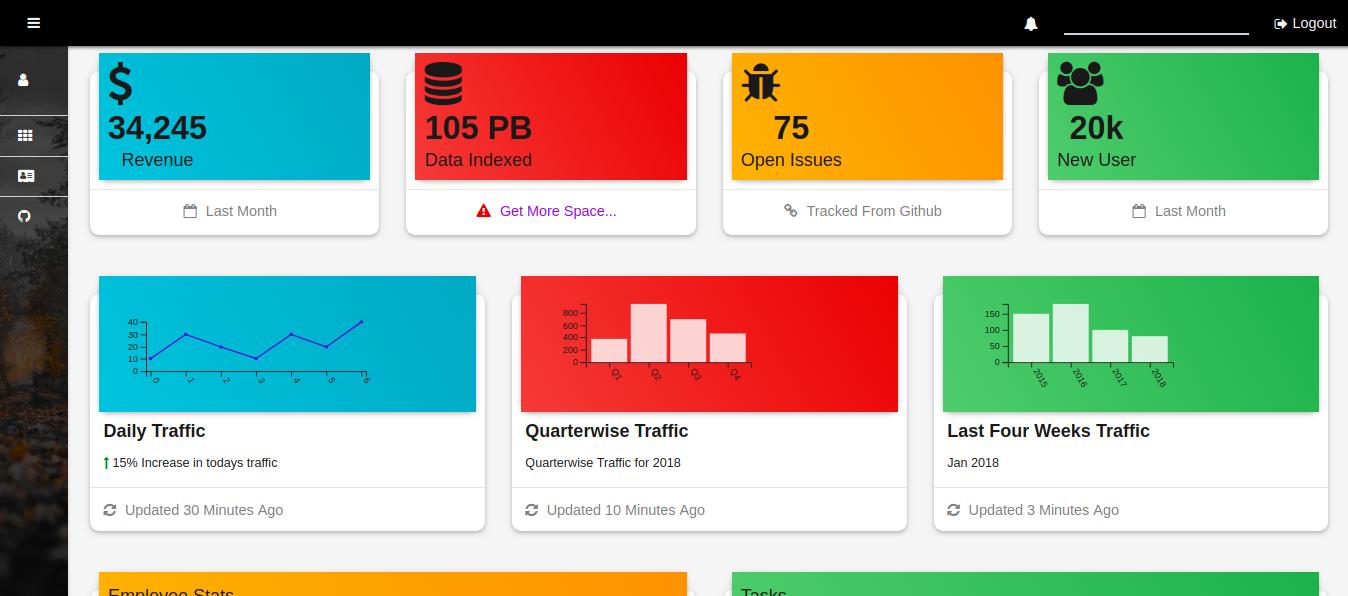 Logout
34,245
Revenue
Last Month
105 PB
Data Indexed
Get More Space...
75
Open Issues
Tracked From Github
20k
New User
Last Month
40
30
20
10
0
0 1 2 3 4 5 6
Daily Traffic
15% Increase in todays traffic
Updated 30 Minutes Ago
800
600
400
200
0
Q1 Q2 Q3 Q4
Quarterwise Traffic
Quarterwise Traffic for 2018
Updated 10 Minutes Ago
150
100
50
0
2015 2016 2017 2018
Last Four Weeks Traffic
Jan 2018
Updated 3 Minutes Ago
Employee Stats
Tasks